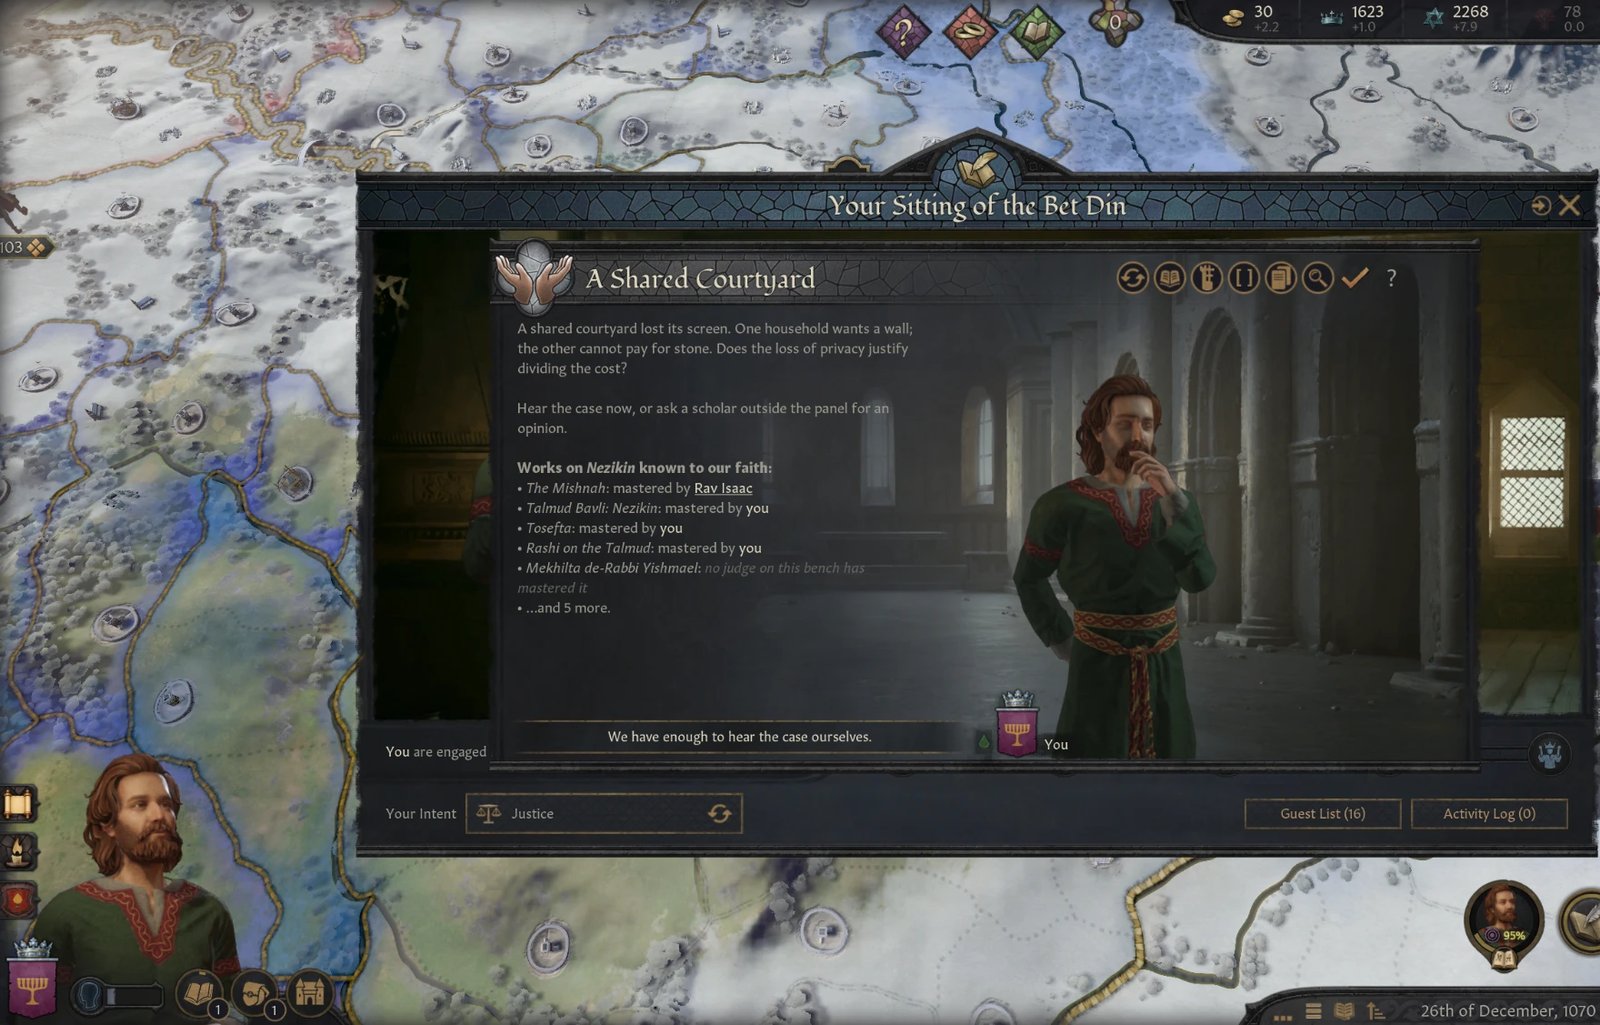 30
+2.2
1623
+1.0
2268
+7.9
78
0.0
0
103
Your Sitting of the Bet Din
A Shared Courtyard
?
A shared courtyard lost its screen. One household wants a wall;
the other cannot pay for stone. Does the loss of privacy justify
dividing the cost?
Hear the case now, or ask a scholar outside the panel for an
opinion.
Works on Nezikin known to our faith:
• The Mishnah: mastered by Rav Isaac
• Talmud Bavli: Nezikin: mastered by you
• Tosefta: mastered by you
• Rashi on the Talmud: mastered by you
• Mekhilta de-Rabbi Yishmael: no judge on this bench has
mastered it
• ...and 5 more.
We have enough to hear the case ourselves.
You
You are engaged
Your Intent
Justice
Guest List (16)
Activity Log (0)
95%
1
1
26th of December, 1070